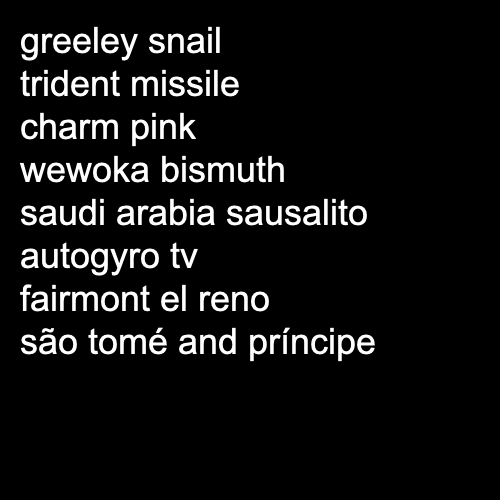 greeley snail
trident missile
charm pink
wewoka bismuth
saudi arabia sausalito
autogyro tv
fairmont el reno
são tomé and príncipe